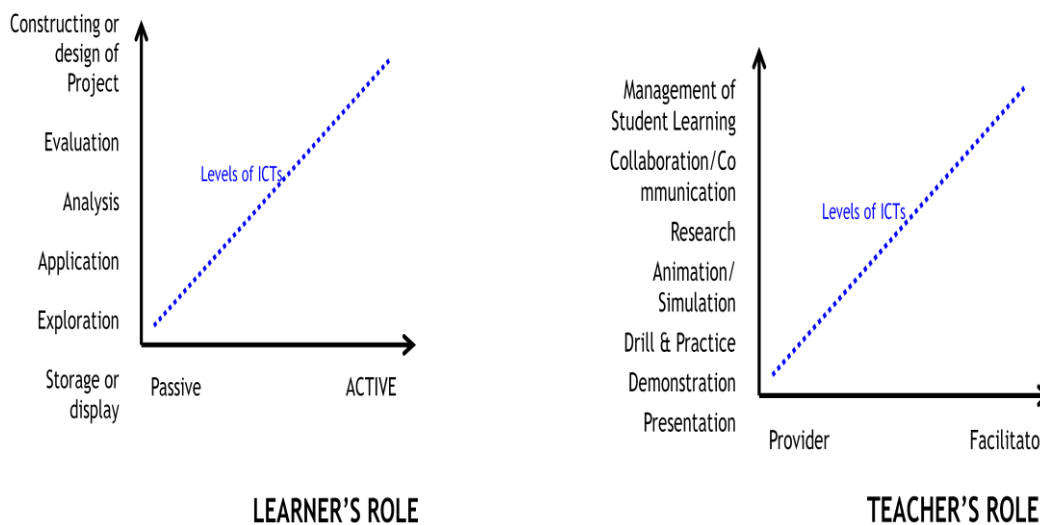 Constructing or
design of
Project
Evaluation
Levels of ICTs
Analysis
Application
Exploration
Storage or
display
Passive
ACTIVE
LEARNER'S ROLE
Management of
Student Learning
Collaboration/Co
mmunication
Levels of ICTs
Research
Animation/
Simulation
Drill & Practice
Demonstration
Presentation
Provider
Facilitato
TEACHER'S ROLE